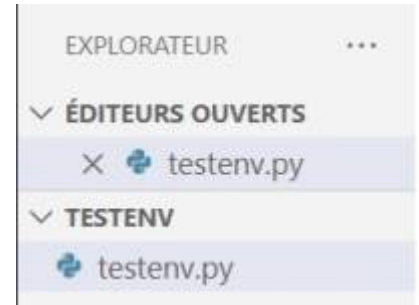 EXPLORATEUR ...
ÉDITEURS OUVERTS
testenv.py
TESTENV
testenv.py